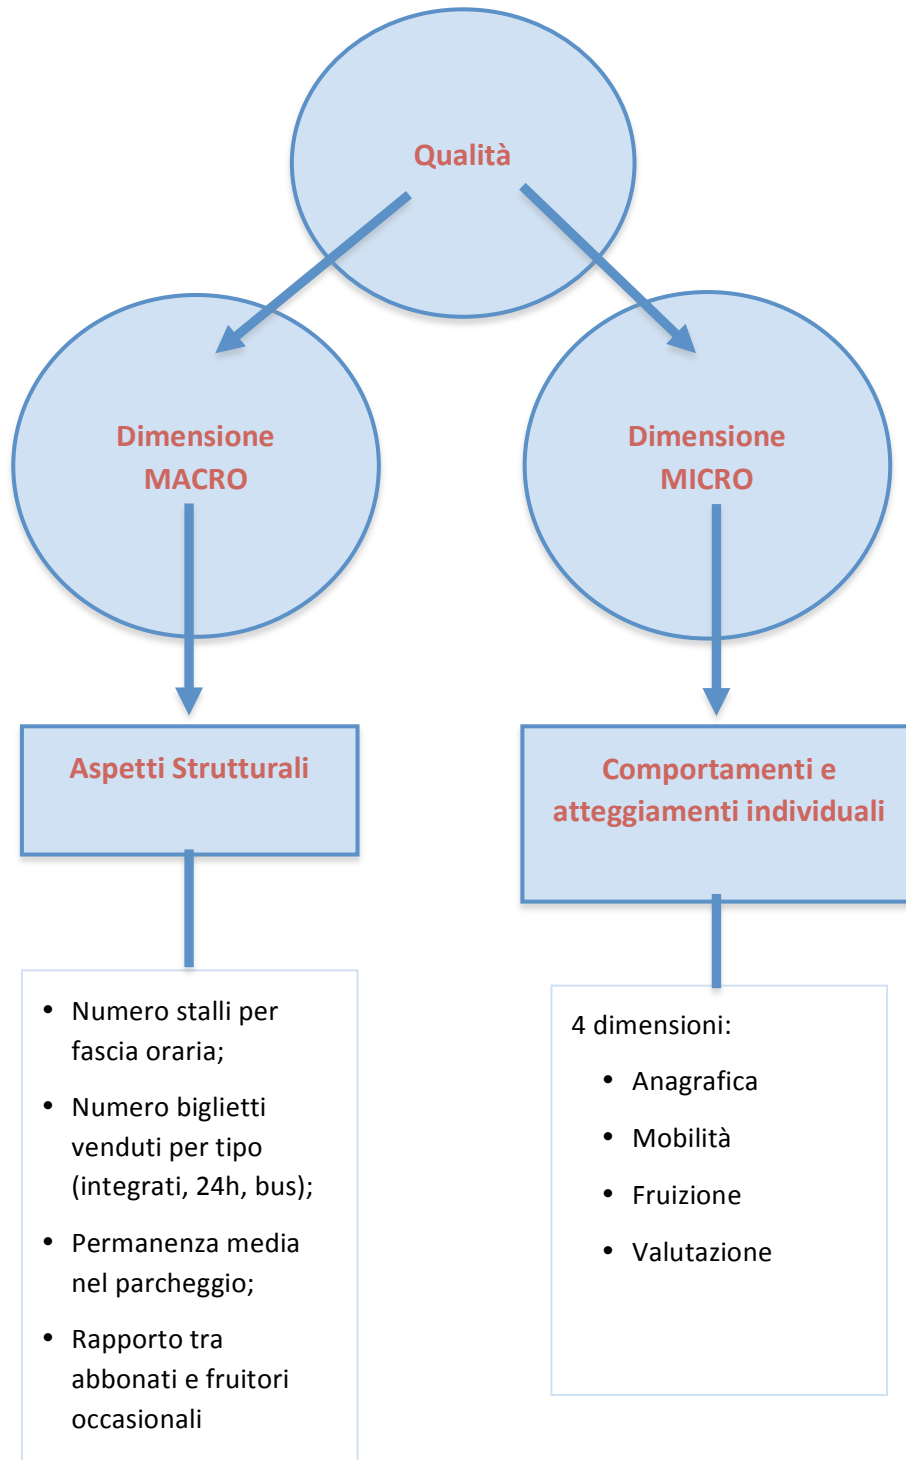 Qualità
Dimensione
MACRO
Dimensione
MICRO
Aspetti Strutturali
Comportamenti e
atteggiamenti individuali
• Numero stalli per
fascia oraria;
• Numero biglietti
venduti per tipo
(integrati, 24h, bus);
• Permanenza media
nel parcheggio;
• Rapporto tra
abbonati e fruitori
occasionali
4 dimensioni:
• Anagrafica
• Mobilità
• Fruizione
• Valutazione